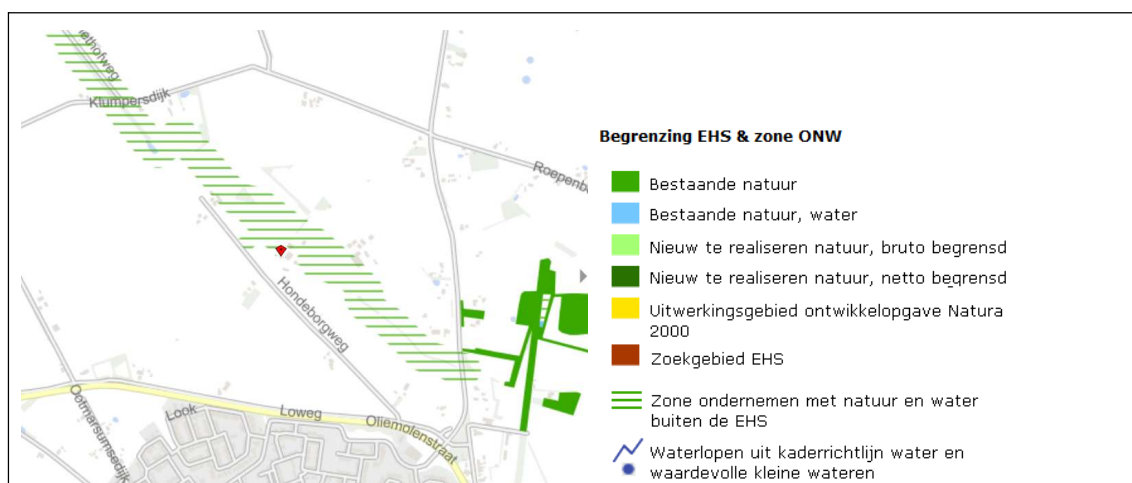 ethofweg
Klumpersdijk
Roepenb
Hondeborgweg
Ootmarsumsedijk
Look
Loweg
Oliemolenstraat
Begrenzing EHS & zone ONW
Bestaande natuur
Bestaande natuur, water
Nieuw te realiseren natuur, bruto begrensd
Nieuw te realiseren natuur, netto begrensd
Uitwerkingsgebied ontwikkelopgave Natura
2000
Zoekgebied EHS
Zone ondernemen met natuur en water
buiten de EHS
Waterlopen uit kaderrichtlijn water en
waardevolle kleine wateren